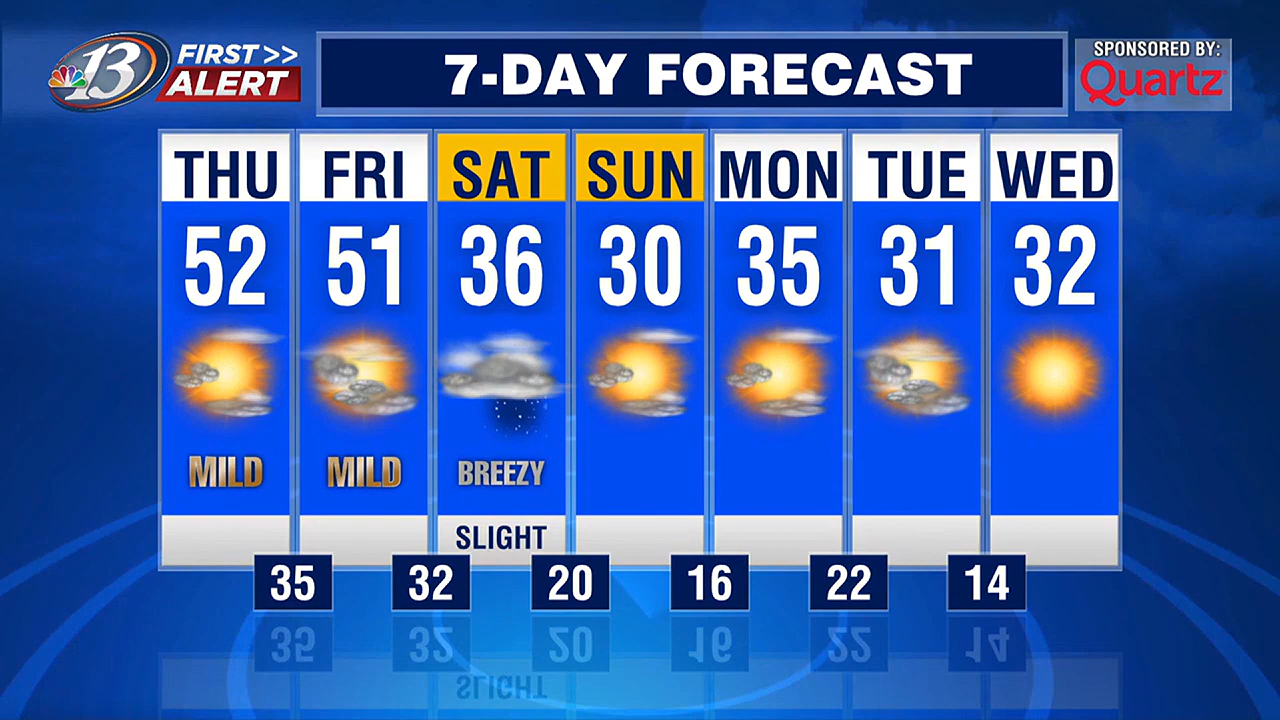 13 FIRST >>
ALERT
7-DAY FORECAST
SPONSORED BY:
Quartz
THU FRI SAT SUN MON TUE WED
52 51 36 30 35 31 32
MILD MILD BREEZY
SLIGHT
35 32 20 16 22 14